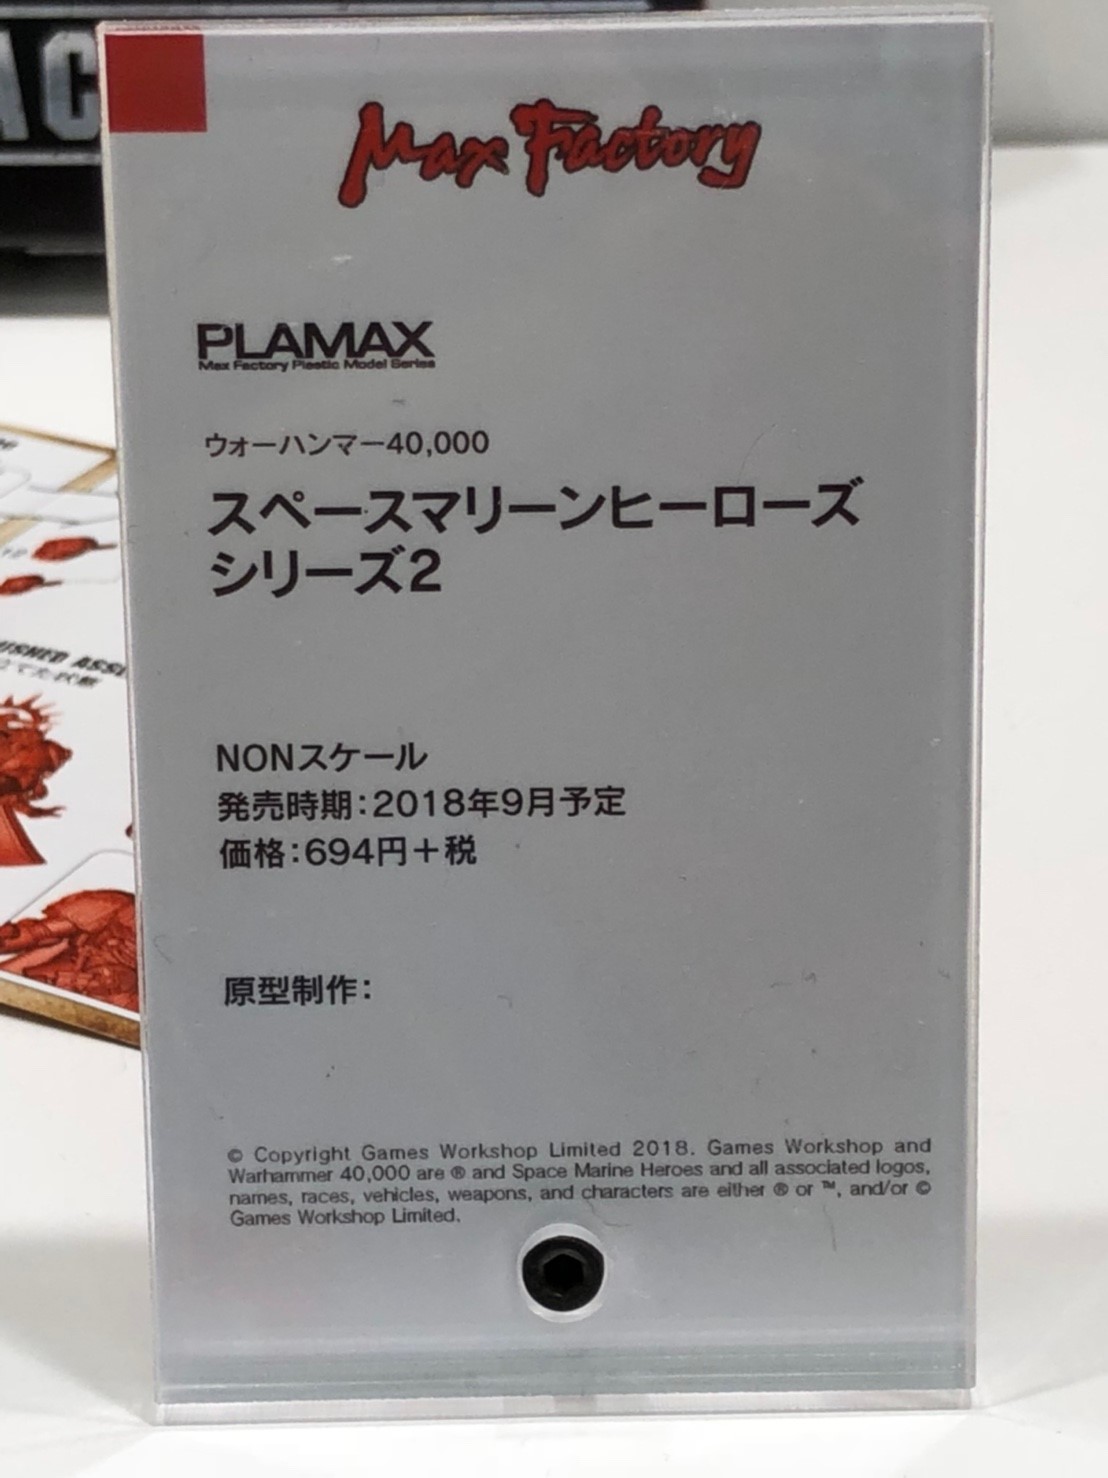 Max Factory
PLAMAX
Max Factory Plastic Model Series
ウォーハンマー40,000
スペースマリーンヒーローズ
シリーズ2
NONスケール
発売時期:2018年9月予定
価格:694円+税
原型制作:
© Copyright Games Workshop Limited 2018. Games Workshop and
Warhammer 40,000 are ® and Space Marine Heroes and all associated logos,
names, races, vehicles, weapons, and characters are either ® or ™, and/or ©
Games Workshop Limited.